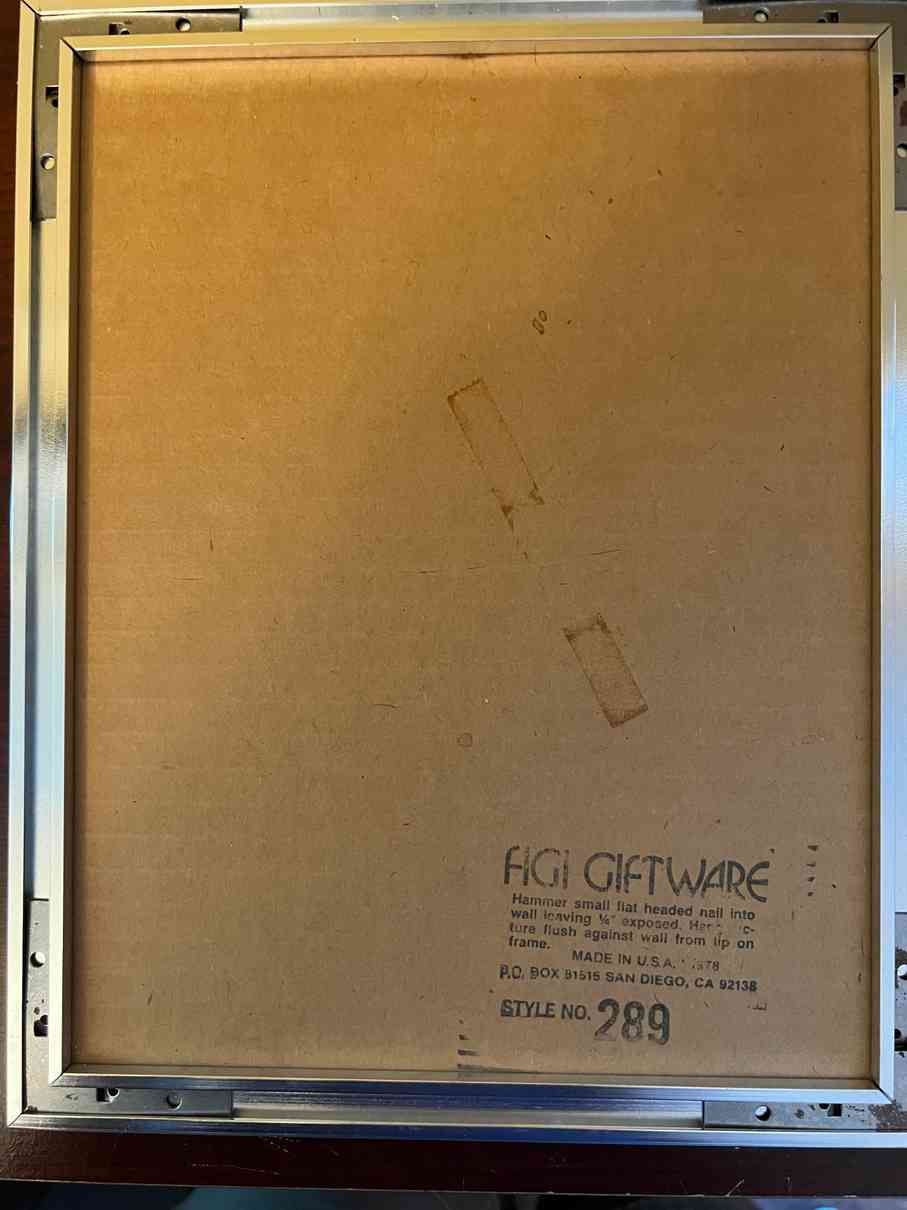 FIGI GIFTWARE
Hammer small flat headed nail into
wall leaving ¼" exposed.
ture flush against wall from lip on
frame.
MADE IN U.S.A.
P.O. BOX 81515 SAN DIEGO, CA 92138
STYLE NO. 289